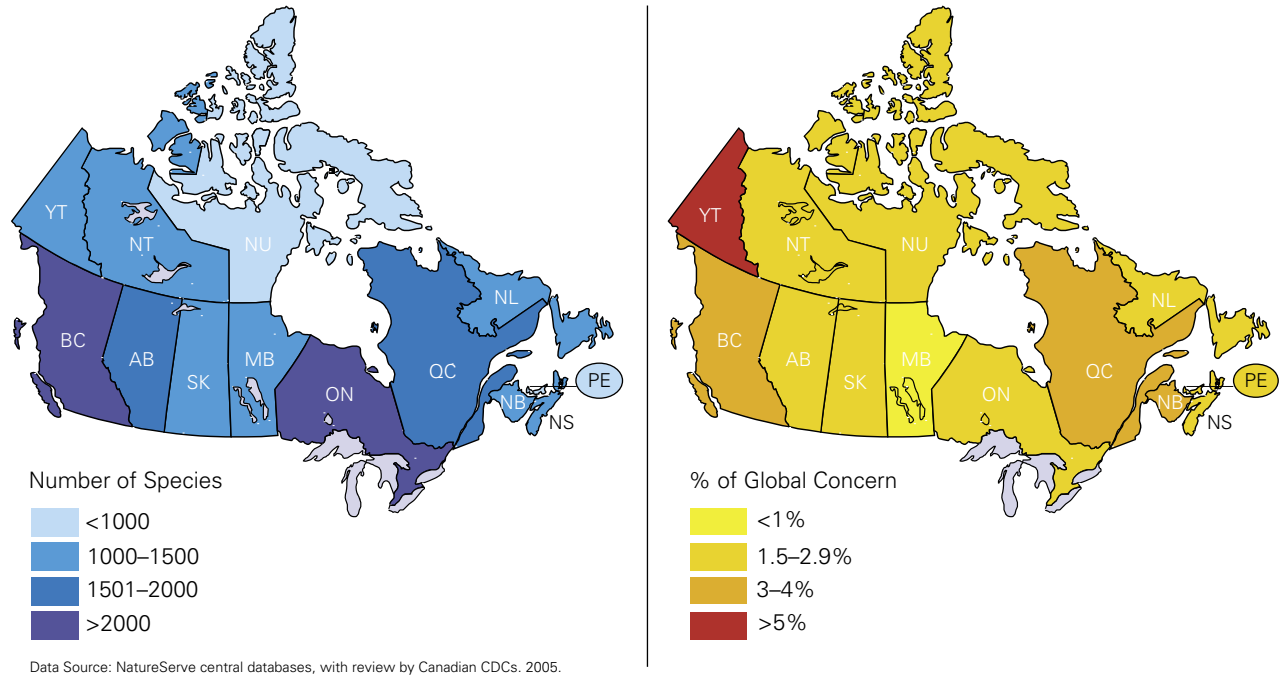 YT
NT
NU
NL
BC
AB
SK
MB
ON
QC
PE
NB
NS
Number of Species
<1000
1000–1500
1501–2000
>2000
Data Source: NatureServe central databases, with review by Canadian CDCs. 2005.
YT
NT
NU
NL
BC
AB
SK
MB
ON
QC
PE
NB
NS
% of Global Concern
<1%
1.5–2.9%
3–4%
>5%